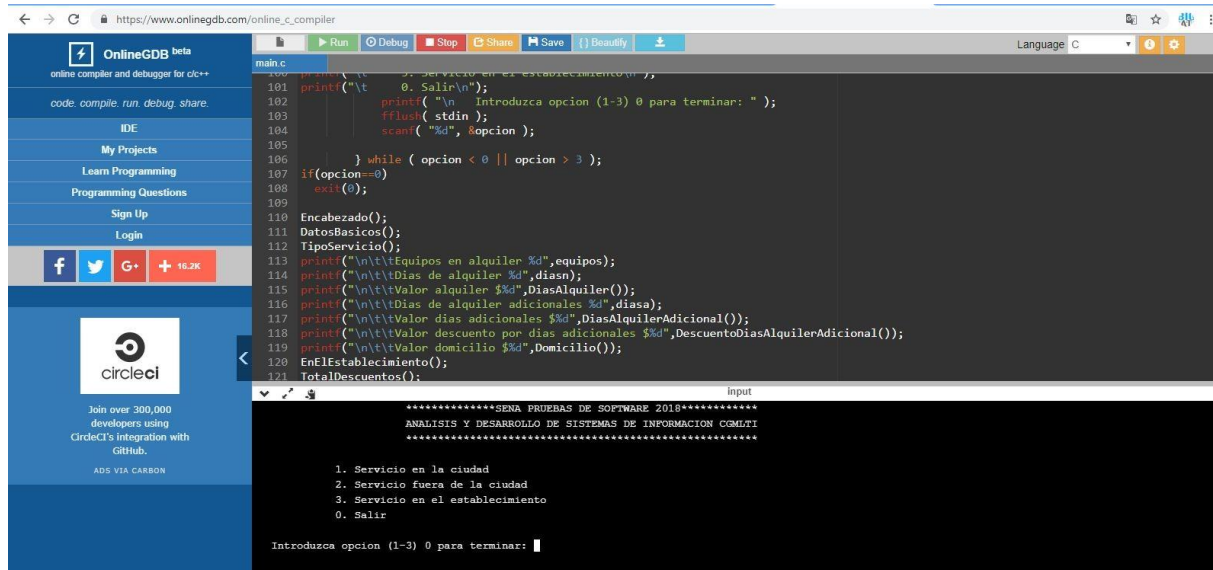 https://www.onlinegdb.com/online_c_compiler
OnlineGDB beta
online compiler and debugger for c/c++
code. compile. run. debug. share.
IDE
My Projects
Learn Programming
Programming Questions
Sign Up
Login
f G+ + 16.2K
circleci
Join over 300,000
developers using
CircleCI's integration with
GitHub.
ADS VIA CARBON
Run Debug Stop Share Save {} Beautify Language C
main.c
100 printf( "\t 3. Servicio en el establecimiento\n");
101 printf("\t 0. Salir\n");
102 printf( "\n Introduzca opcion (1-3) 0 para terminar: " );
103 fflush( stdin );
104 scanf( "%d", &opcion );
105
106 } while ( opcion < 0 || opcion > 3 );
107 if(opcion==0)
108 exit(0);
109
110 Encabezado();
111 DatosBasicos();
112 TipoServicio();
113 printf("\n\t\tEquipos en alquiler %d",equipos);
114 printf("\n\t\tDias de alquiler %d",diasn);
115 printf("\n\t\tValor alquiler $%d",DiasAlquiler());
116 printf("\n\t\tDias de alquiler adicionales %d",diasa);
117 printf("\n\t\tValor dias adicionales $%d",DiasAlquilerAdicional());
118 printf("\n\t\tValor descuento por dias adicionales $%d",DescuentoDiasAlquilerAdicional());
119 printf("\n\t\tValor domicilio $%d",Domicilio());
120 EnElEstablecimiento();
121 TotalDescuentos();
input
**************SENA PRUEBAS DE SOFTWARE 2018************
ANALISIS Y DESARROLLO DE SISTEMAS DE INFORMACION CGMLTI
*******************************************************
1. Servicio en la ciudad
2. Servicio fuera de la ciudad
3. Servicio en el establecimiento
0. Salir
Introduzca opcion (1-3) 0 para terminar: